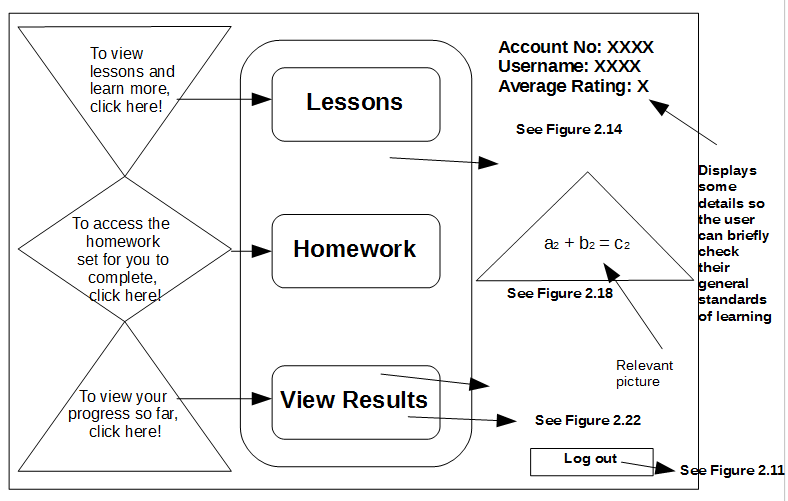 To view
lessons and
learn more,
click here!
Lessons
Account No: XXXX
Username: XXXX
Average Rating: X
See Figure 2.14
Displays
some
details so
the user
can briefly
check
their
general
standards
of learning
To access the
homework
set for you to
complete,
click here!
Homework
a2 + b2 = c2
See Figure 2.18
Relevant
picture
To view your
progress so far,
click here!
View Results
See Figure 2.22
Log out
See Figure 2.11